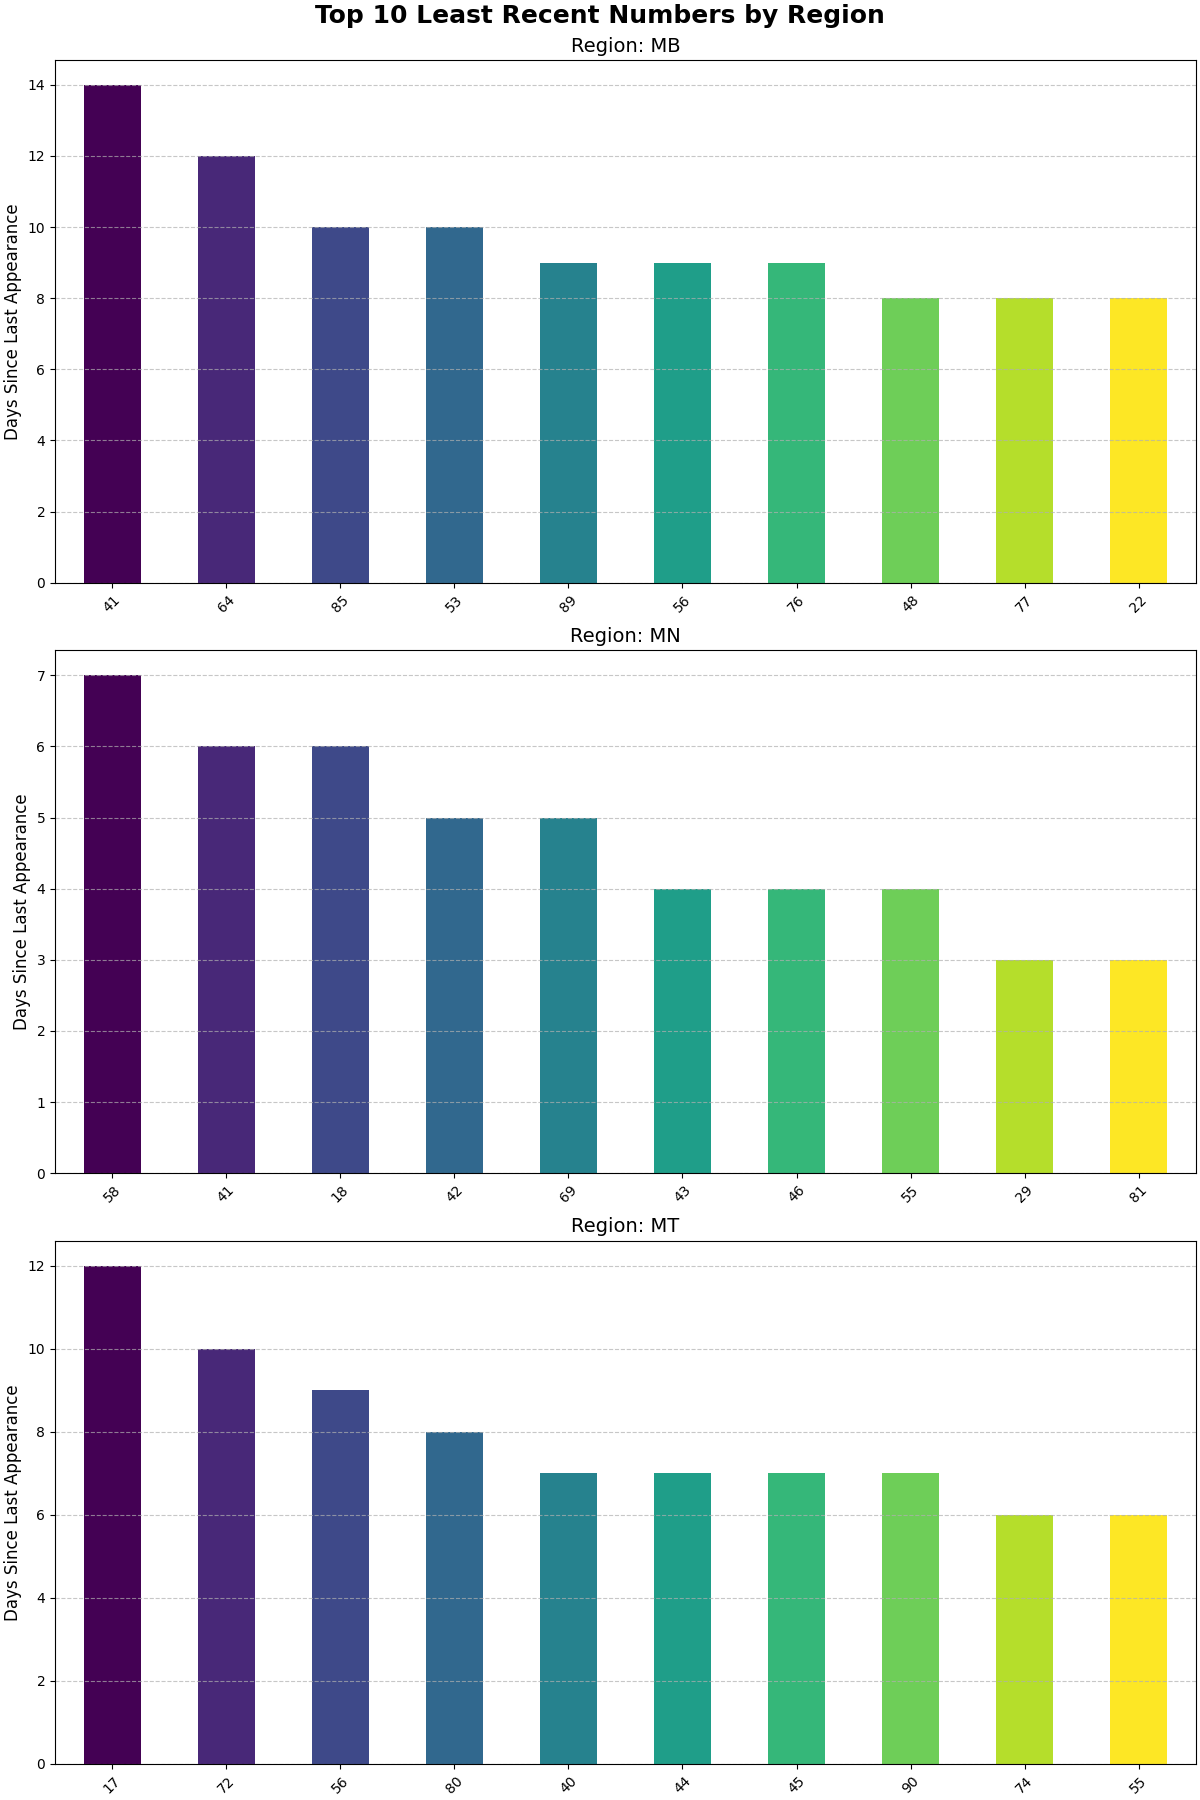 Top 10 Least Recent Numbers by Region
Region: MB
Days Since Last Appearance
14
12
10
8
6
4
2
0
41 64 85 53 89 56 76 48 77 22
Region: MN
Days Since Last Appearance
7
6
5
4
3
2
1
0
58 41 18 42 69 43 46 55 29 81
Region: MT
Days Since Last Appearance
12
10
8
6
4
2
0
17 72 56 80 40 44 45 90 74 55